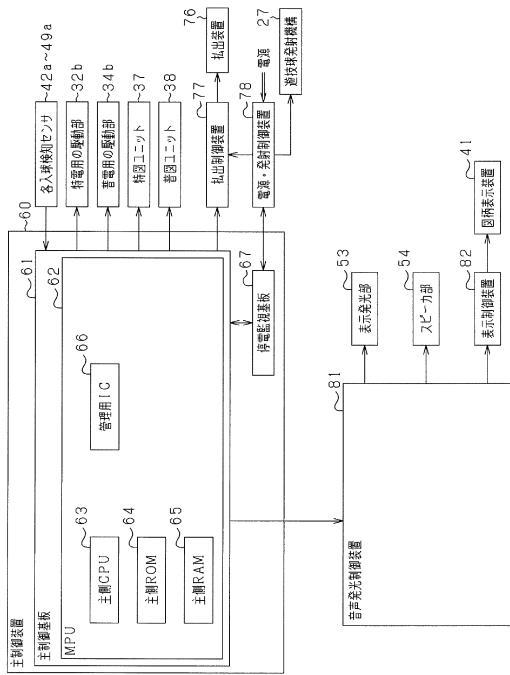 主制御装置
60
主制御基板
61
MPU
62
主側CPU
63
主側ROM
64
主側RAM
65
管理用IC
66
停電監視基板
67
各入球検知センサ
42a~49a
特電用の駆動部
32b
普電用の駆動部
34b
特図ユニット
37
普図ユニット
38
払出制御装置
77
払出装置
76
電源・発射制御装置
78
電源
遊技球発射機構
27
音声発光制御装置
81
表示発光部
53
スピーカ部
54
表示制御装置
82
図柄表示装置
41